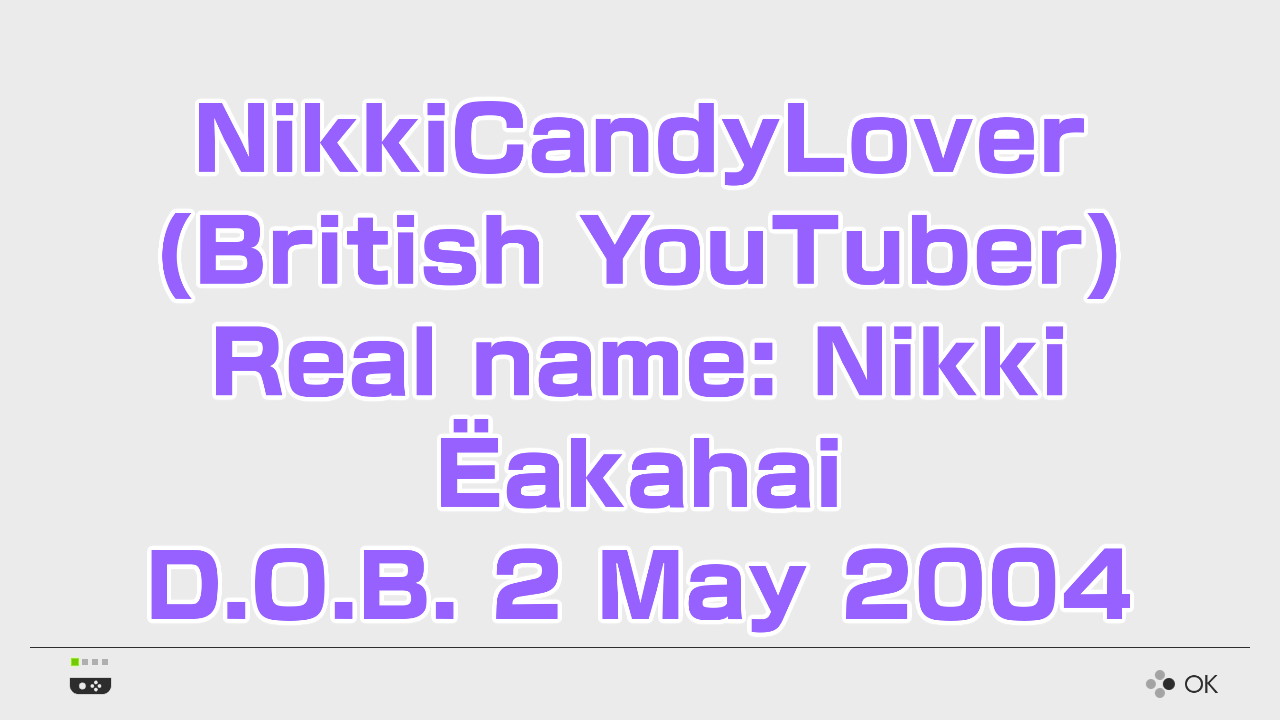 NikkiCandyLover
(British YouTuber)
Real name: Nikki
Ëakahai
D.O.B. 2 May 2004
OK